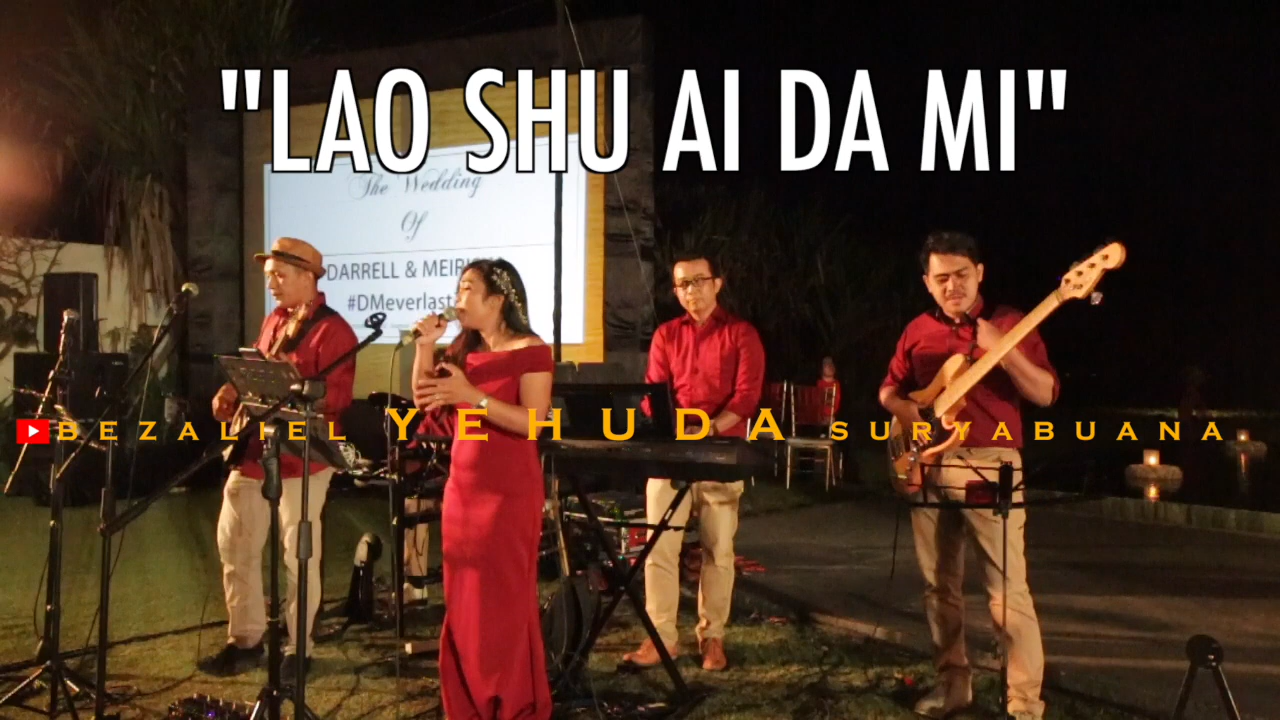 "LAO SHU AI DA MI"
The Wedding
Of
DARRELL & MEIRI
#DMeverlast
BEZALIEL YEHUDA SURYABUANA